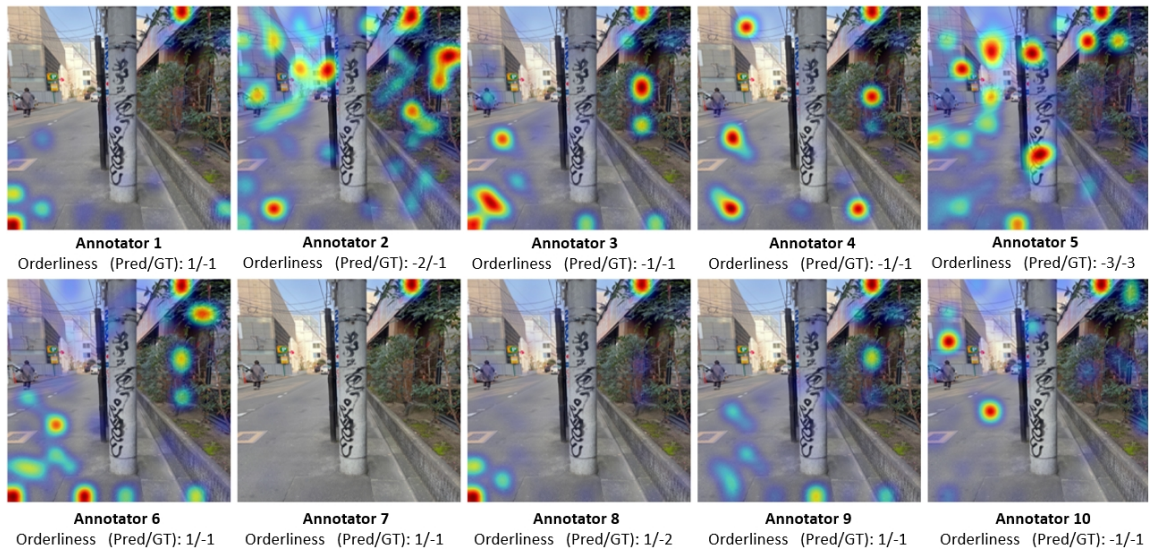 Annotator 1
Orderliness (Pred/GT): 1/-1
Annotator 2
Orderliness (Pred/GT): -2/-1
Annotator 3
Orderliness (Pred/GT): -1/-1
Annotator 4
Orderliness (Pred/GT): -1/-1
Annotator 5
Orderliness (Pred/GT): -3/-3
Annotator 6
Orderliness (Pred/GT): 1/-1
Annotator 7
Orderliness (Pred/GT): 1/-1
Annotator 8
Orderliness (Pred/GT): 1/-2
Annotator 9
Orderliness (Pred/GT): 1/-1
Annotator 10
Orderliness (Pred/GT): -1/-1